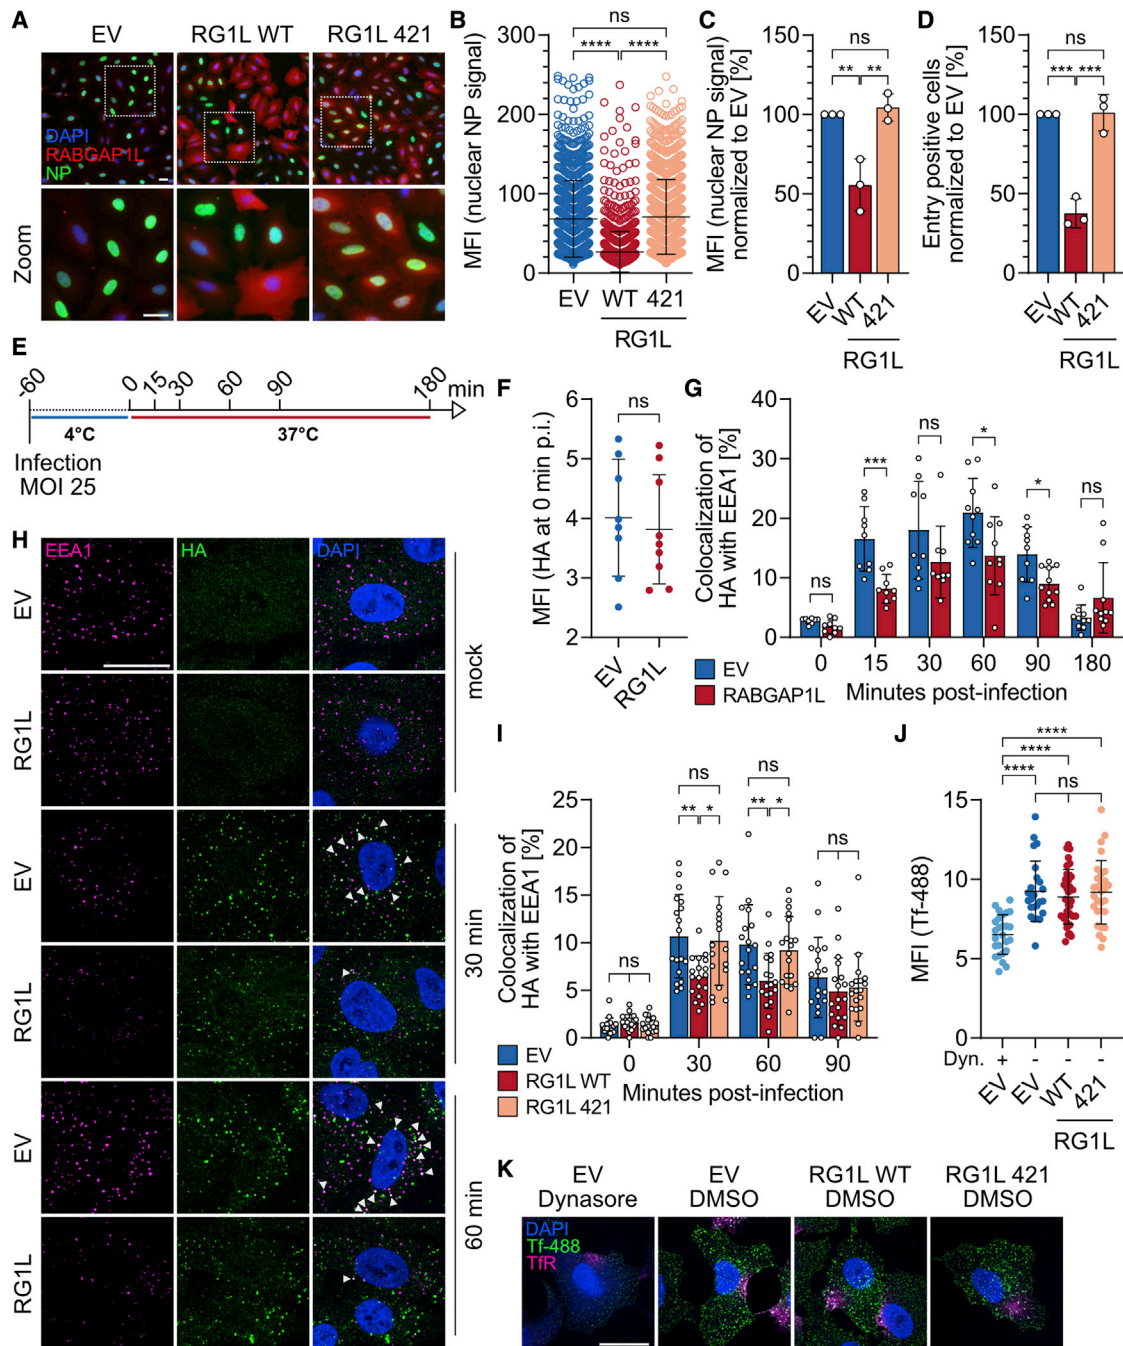 A
EV
RG1L WT
RG1L 421
DAPI
RABGAP1L
NP
Zoom
B
MFI (nuclear NP signal)
300
200
100
0
ns
**** ****
EV WT 421
RG1L
C
MFI (nuclear NP signal)
normalized to EV [%]
150
100
50
0
ns
** **
EV WT 421
RG1L
D
Entry positive cells
normalized to EV [%]
150
100
50
0
ns
*** ***
EV WT 421
RG1L
E
-60 0 15 30 60 90 180 min
4°C 37°C
Infection
MOI 25
F
MFI (HA at 0 min p.i.)
6
5
4
3
2
ns
EV RG1L
G
Colocalization of
HA with EEA1 [%]
40
30
20
10
0
ns *** ns * * ns
0 15 30 60 90 180
Minutes post-infection
EV
RABGAP1L
H
EEA1 HA DAPI
EV
RG1L
mock
EV
RG1L
30 min
EV
RG1L
60 min
I
Colocalization of
HA with EEA1 [%]
25
20
15
10
5
0
ns
ns
** *
ns
** *
ns
0 30 60 90
Minutes post-infection
EV
RG1L WT
RG1L 421
J
MFI (Tf-488)
15
10
5
0
****
****
****
ns
Dyn. + - - -
EV EV WT 421
RG1L
K
EV
Dynasore
EV
DMSO
RG1L WT
DMSO
RG1L 421
DMSO
DAPI
Tf-488
TfR